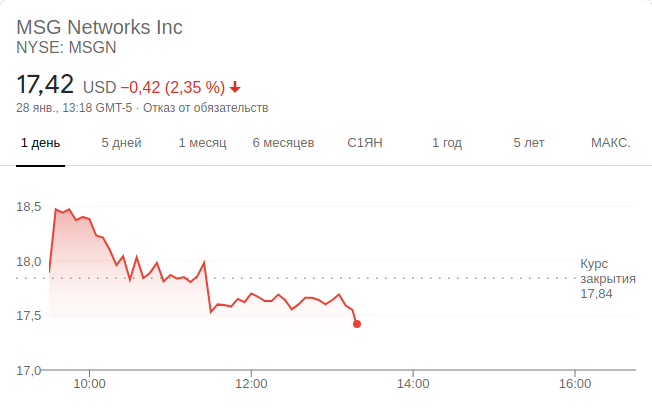 MSG Networks Inc
NYSE: MSGN
17,42 USD −0,42 (2,35 %)
28 янв., 13:18 GMT-5 · Отказ от обязательств
1 день 5 дней 1 месяц 6 месяцев С1ЯН 1 год 5 лет МАКС.
18,5
18,0
Курс
закрытия
17,84
17,5
17,0
10:00 12:00 14:00 16:00